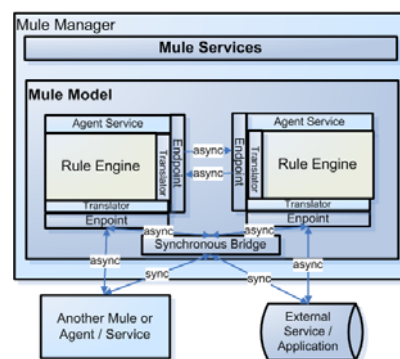 Mule Manager
Mule Services
Mule Model
Agent Service
Rule Engine
Translator
Endpoint
Translator
Enpoint
async
async
Agent Service
Endpoint
Translator
Rule Engine
Translator
Enpoint
async
async
Synchronous Bridge
async
sync
sync
async
Another Mule or
Agent / Service
External
Service /
Application